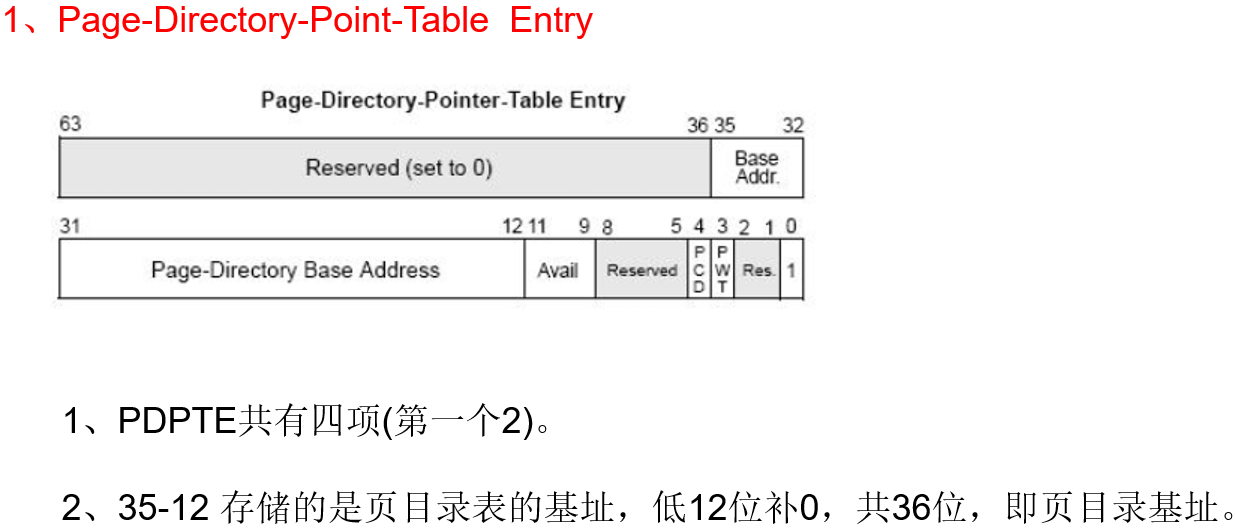 1、Page-Directory-Point-Table Entry
Page-Directory-Pointer-Table Entry
63 36 35 32
Reserved (set to 0) Base Addr.
31 12 11 9 8 5 4 3 2 1 0
Page-Directory Base Address Avail Reserved PCD PWT Res. 1
1、PDPTE共有四项(第一个2)。
2、35-12 存储的是页目录表的基址，低12位补0，共36位，即页目录基址。